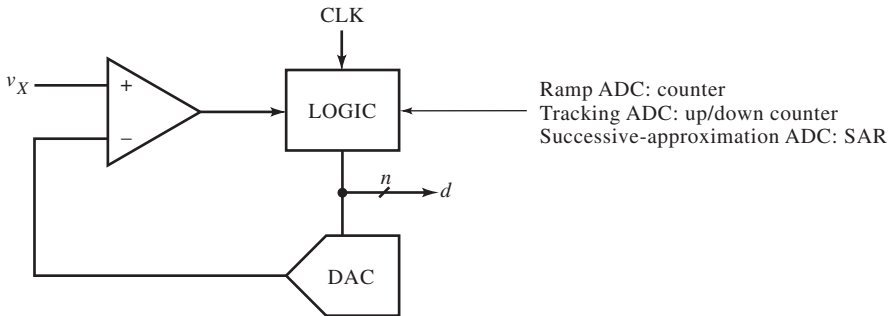 CLK
v_X
+
−
LOGIC
Ramp ADC: counter
Tracking ADC: up/down counter
Successive-approximation ADC: SAR
n
d
DAC